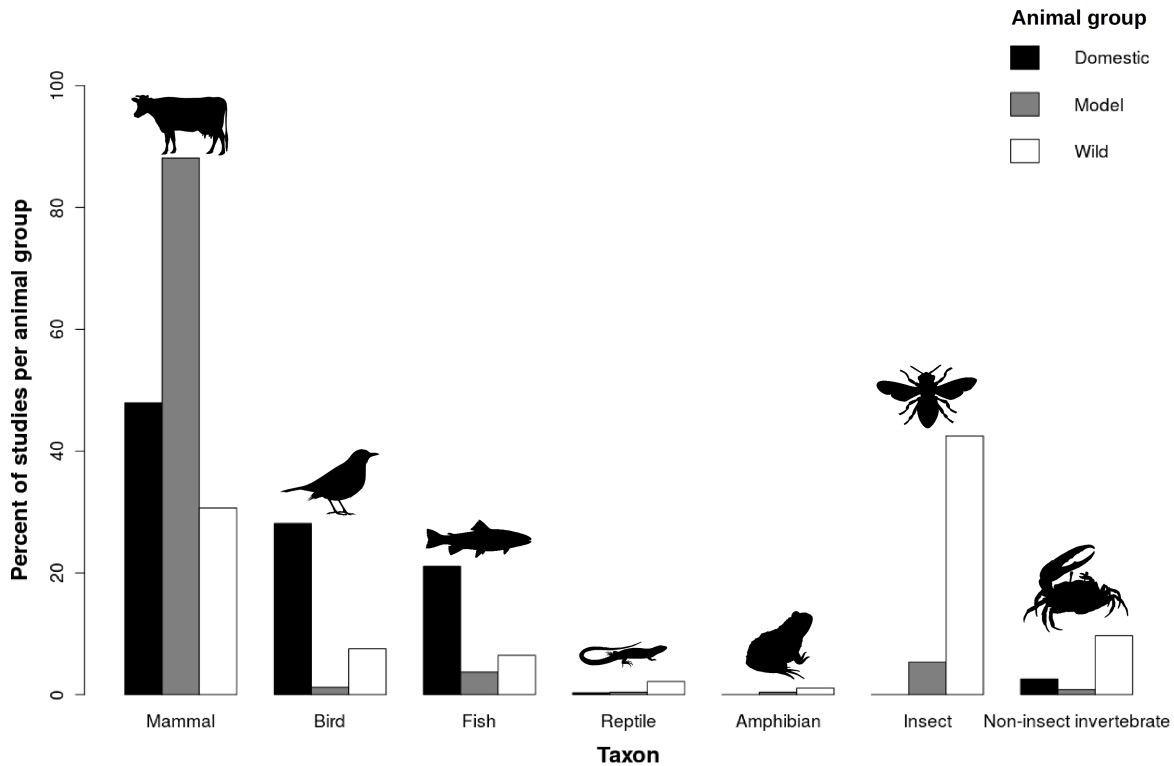 Animal group
Domestic
Model
Wild
Percent of studies per animal group
100
80
60
40
20
0
Mammal
Bird
Fish
Reptile
Amphibian
Insect
Non-insect invertebrate
Taxon